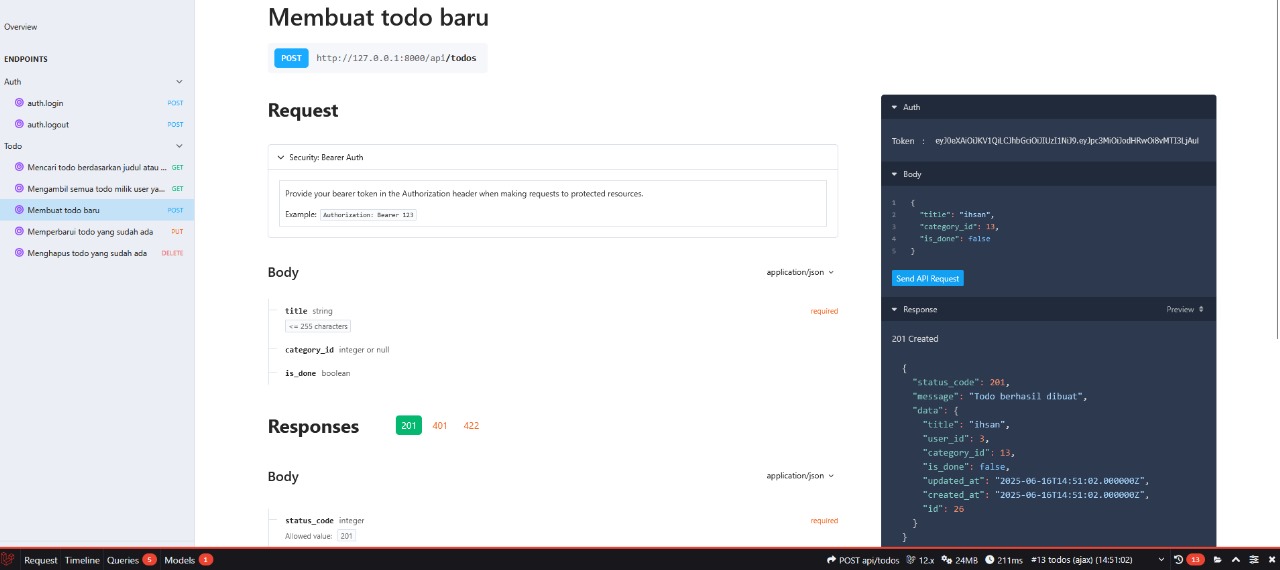 Overview
ENDPOINTS
Auth
auth.login POST
auth.logout POST
Todo
Mencari todo berdasarkan judul atau ... GET
Mengambil semua todo milik user ya... GET
Membuat todo baru POST
Memperbarui todo yang sudah ada PUT
Menghapus todo yang sudah ada DELETE
Membuat todo baru
POST http://127.0.0.1:8000/api/todos
Request
Security: Bearer Auth
Provide your bearer token in the Authorization header when making requests to protected resources.
Example: Authorization: Bearer 123
Body application/json
title string required
<= 255 characters
category_id integer or null
is_done boolean
Responses 201 401 422
Body application/json
status_code integer required
Allowed value: 201
Auth
Token : eyJ0eXAiOiJKV1QiLCJhbGciOiJIUzI1NiJ9.eyJpc3MiOiJodHRwOi8vMTI3LjAuI
Body
1 {
2 "title": "ihsan",
3 "category_id": 13,
4 "is_done": false
5 }
Send API Request
Response Preview
201 Created
{
"status_code": 201,
"message": "Todo berhasil dibuat",
"data": {
"title": "ihsan",
"user_id": 3,
"category_id": 13,
"is_done": false,
"updated_at": "2025-06-16T14:51:02.000000Z",
"created_at": "2025-06-16T14:51:02.000000Z",
"id": 26
}
}
Request Timeline Queries 5 Models 1 POST api/todos 12.x 24MB 211ms #13 todos (ajax) (14:51:02) 13